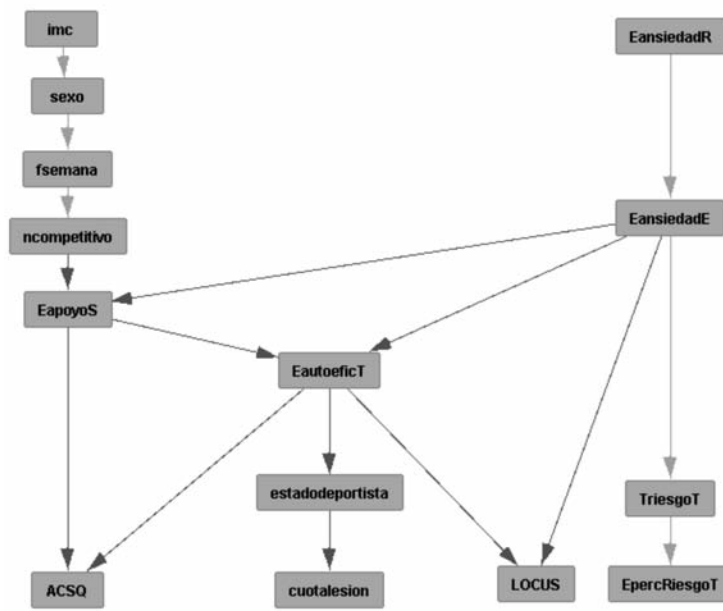 imc
EansiedadR
sexo
fsemana
EansiedadE
ncompetitivo
EapoyoS
EautoeficT
estadodeportista
TriesgoT
ACSQ
cuotalesion
LOCUS
EpercRiesgoT